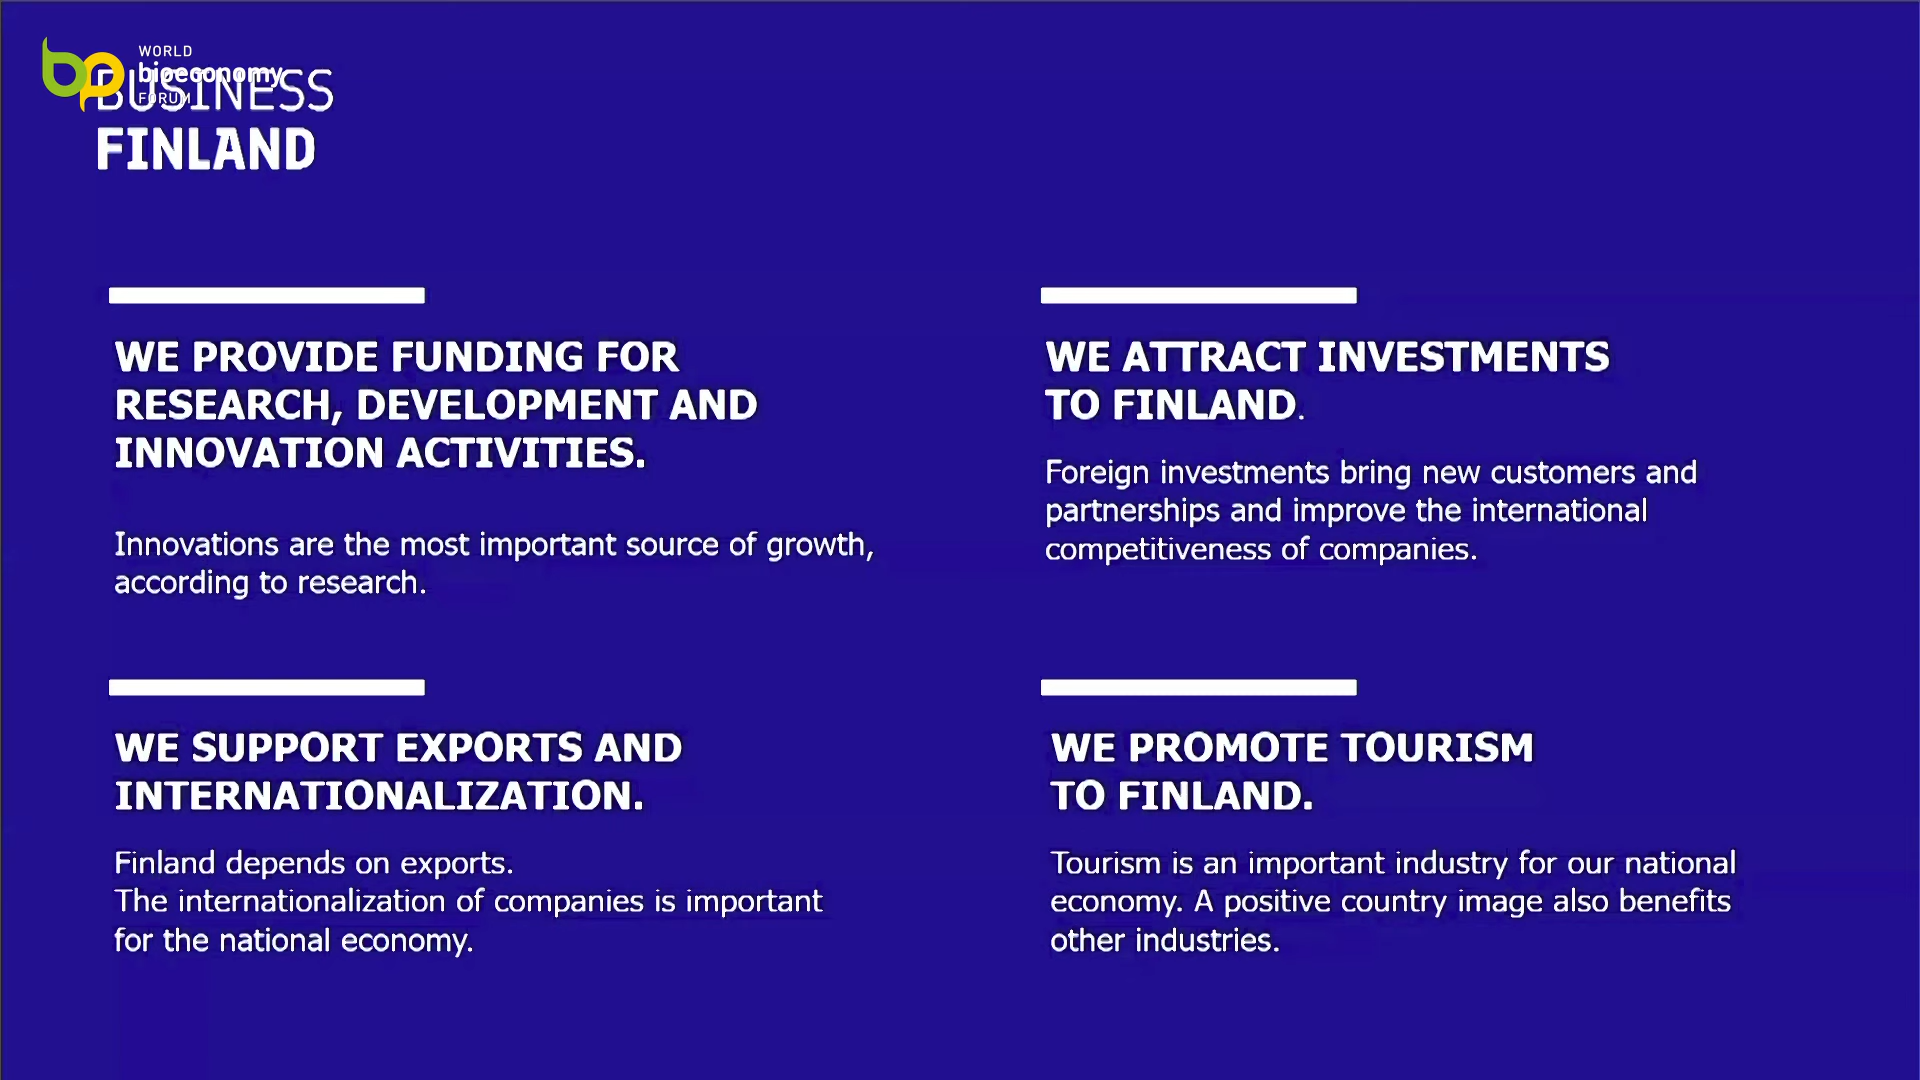 WORLD
bioeconomy
FORUM
BUSINESS
FINLAND
WE PROVIDE FUNDING FOR
RESEARCH, DEVELOPMENT AND
INNOVATION ACTIVITIES.
Innovations are the most important source of growth,
according to research.
WE ATTRACT INVESTMENTS
TO FINLAND.
Foreign investments bring new customers and
partnerships and improve the international
competitiveness of companies.
WE SUPPORT EXPORTS AND
INTERNATIONALIZATION.
Finland depends on exports.
The internationalization of companies is important
for the national economy.
WE PROMOTE TOURISM
TO FINLAND.
Tourism is an important industry for our national
economy. A positive country image also benefits
other industries.